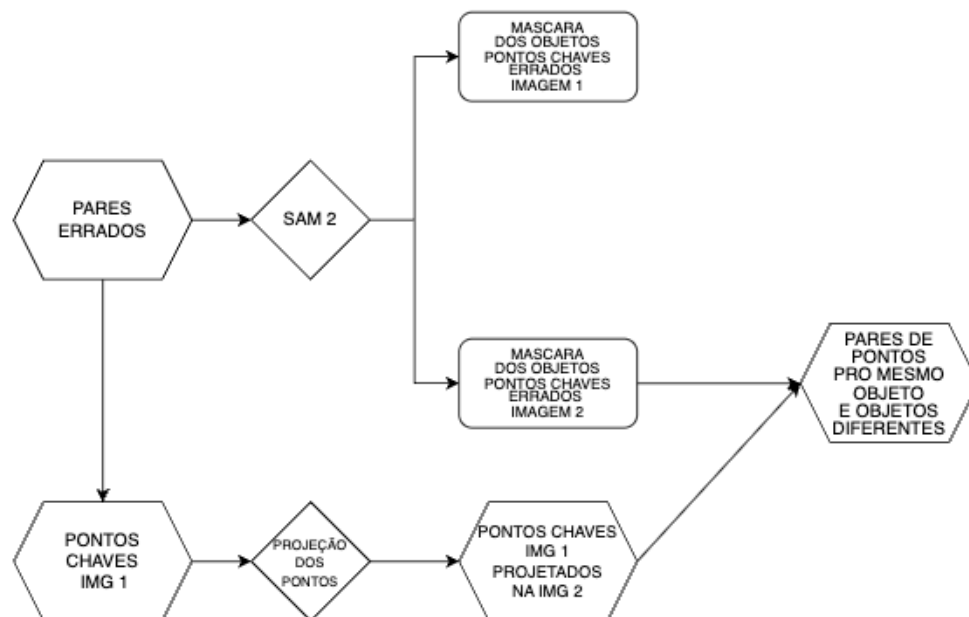 MASCARA
DOS OBJETOS
PONTOS CHAVES
ERRADOS
IMAGEM 1
PARES
ERRADOS
SAM 2
MASCARA
DOS OBJETOS
PONTOS CHAVES
ERRADOS
IMAGEM 2
PARES DE
PONTOS
PRO MESMO
OBJETO
E OBJETOS
DIFERENTES
PONTOS
CHAVES
IMG 1
PROJEÇÃO
DOS
PONTOS
PONTOS CHAVES
IMG 1
PROJETADOS
NA IMG 2